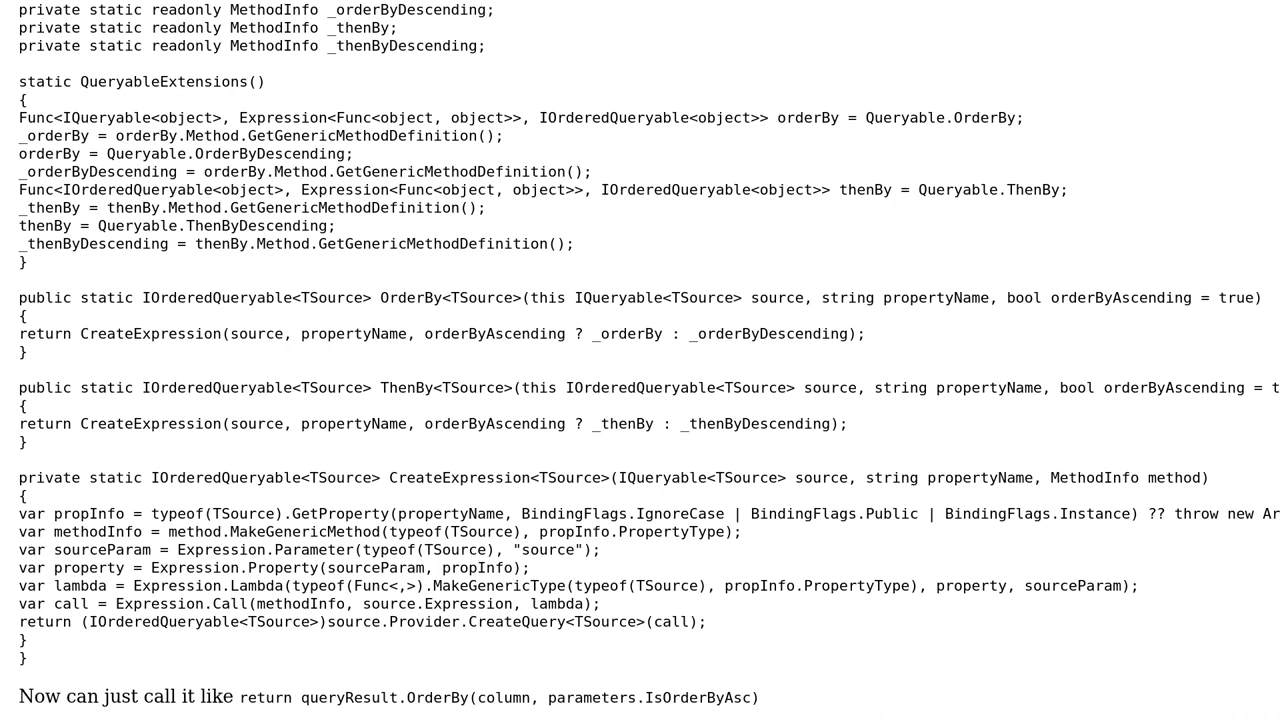 private static readonly MethodInfo _orderByDescending;
private static readonly MethodInfo _thenBy;
private static readonly MethodInfo _thenByDescending;
static QueryableExtensions()
{
Func<IQueryable<object>, Expression<Func<object, object>>, IOrderedQueryable<object>> orderBy = Queryable.OrderBy;
_orderBy = orderBy.Method.GetGenericMethodDefinition();
orderBy = Queryable.OrderByDescending;
_orderByDescending = orderBy.Method.GetGenericMethodDefinition();
Func<IOrderedQueryable<object>, Expression<Func<object, object>>, IOrderedQueryable<object>> thenBy = Queryable.ThenBy;
_thenBy = thenBy.Method.GetGenericMethodDefinition();
thenBy = Queryable.ThenByDescending;
_thenByDescending = thenBy.Method.GetGenericMethodDefinition();
}
public static IOrderedQueryable<TSource> OrderBy<TSource>(this IQueryable<TSource> source, string propertyName, bool orderByAscending = true)
{
return CreateExpression(source, propertyName, orderByAscending ? _orderBy : _orderByDescending);
}
public static IOrderedQueryable<TSource> ThenBy<TSource>(this IOrderedQueryable<TSource> source, string propertyName, bool orderByAscending = t
{
return CreateExpression(source, propertyName, orderByAscending ? _thenBy : _thenByDescending);
}
private static IOrderedQueryable<TSource> CreateExpression<TSource>(IQueryable<TSource> source, string propertyName, MethodInfo method)
{
var propInfo = typeof(TSource).GetProperty(propertyName, BindingFlags.IgnoreCase | BindingFlags.Public | BindingFlags.Instance) ?? throw new Ar
var methodInfo = method.MakeGenericMethod(typeof(TSource), propInfo.PropertyType);
var sourceParam = Expression.Parameter(typeof(TSource), "source");
var property = Expression.Property(sourceParam, propInfo);
var lambda = Expression.Lambda(typeof(Func<,>).MakeGenericType(typeof(TSource), propInfo.PropertyType), property, sourceParam);
var call = Expression.Call(methodInfo, source.Expression, lambda);
return (IOrderedQueryable<TSource>)source.Provider.CreateQuery<TSource>(call);
}
}
Now can just call it like return queryResult.OrderBy(column, parameters.IsOrderByAsc)